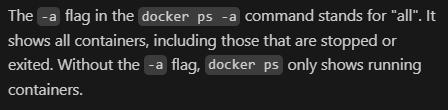 The -a flag in the docker ps -a command stands for "all". It
shows all containers, including those that are stopped or
exited. Without the -a flag, docker ps only shows running
containers.